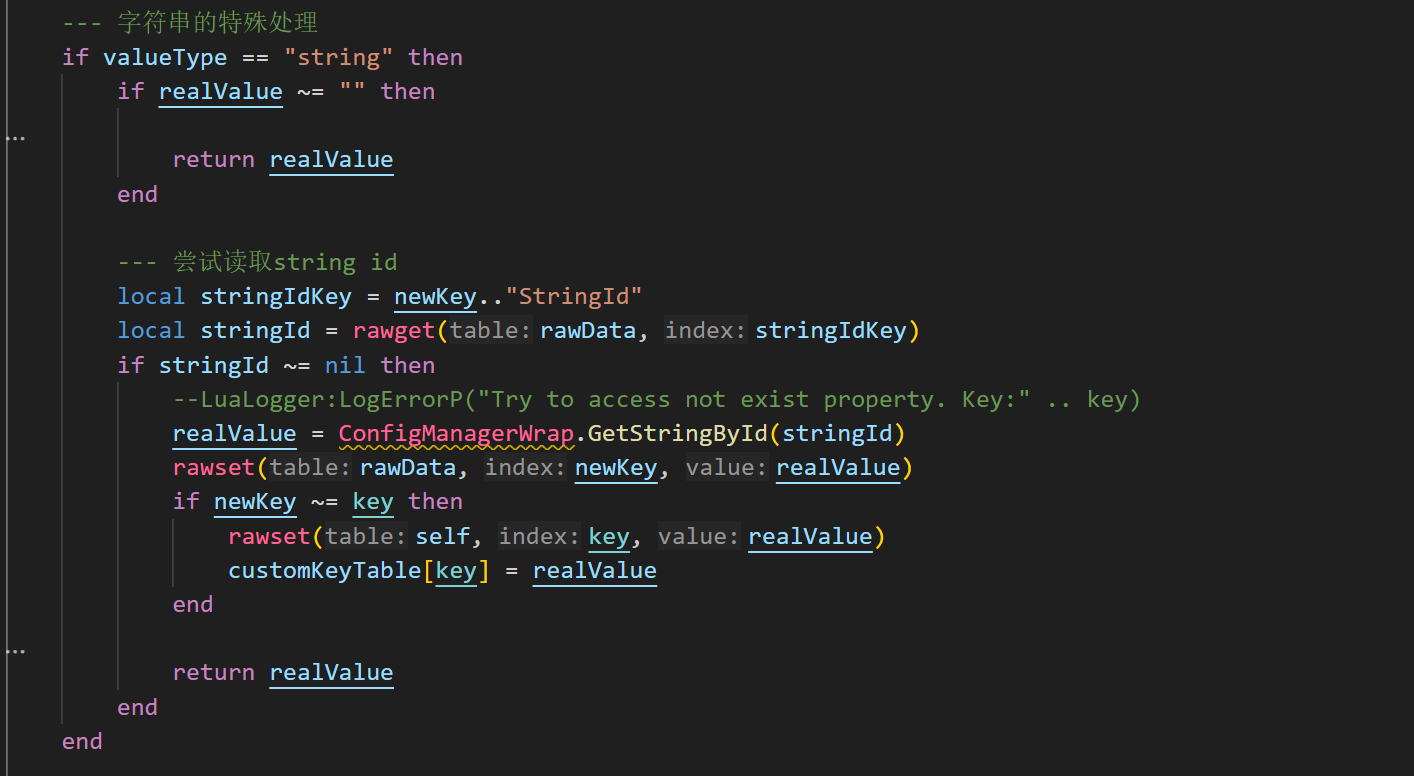 --- 字符串的特殊处理
if valueType == "string" then
if realValue ~= "" then
return realValue
end
--- 尝试读取string id
local stringIdKey = newKey.."StringId"
local stringId = rawget(table: rawData, index: stringIdKey)
if stringId ~= nil then
--LuaLogger:LogErrorP("Try to access not exist property. Key:" .. key)
realValue = ConfigManagerWrap.GetStringById(stringId)
rawset(table: rawData, index: newKey, value: realValue)
if newKey ~= key then
rawset(table: self, index: key, value: realValue)
customKeyTable[key] = realValue
end
return realValue
end
end